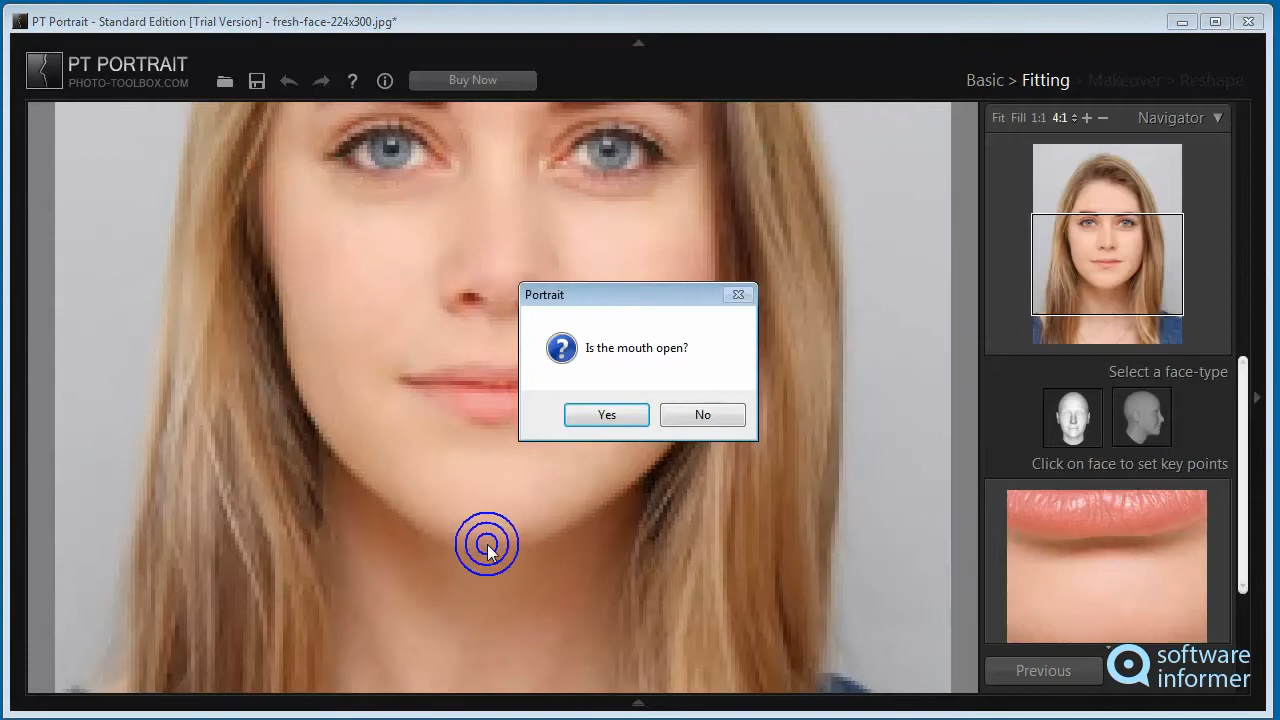 PT Portrait - Standard Edition [Trial Version] - fresh-face-224x300.jpg*
PT PORTRAIT
PHOTO-TOOLBOX.COM
?
Buy Now
Basic > Fitting > Makeover > Reshape
Fit Fill 1:1 4:1 + − Navigator ▼
Portrait
Is the mouth open?
Yes
No
Select a face-type
Click on face to set key points
Previous
software
informer